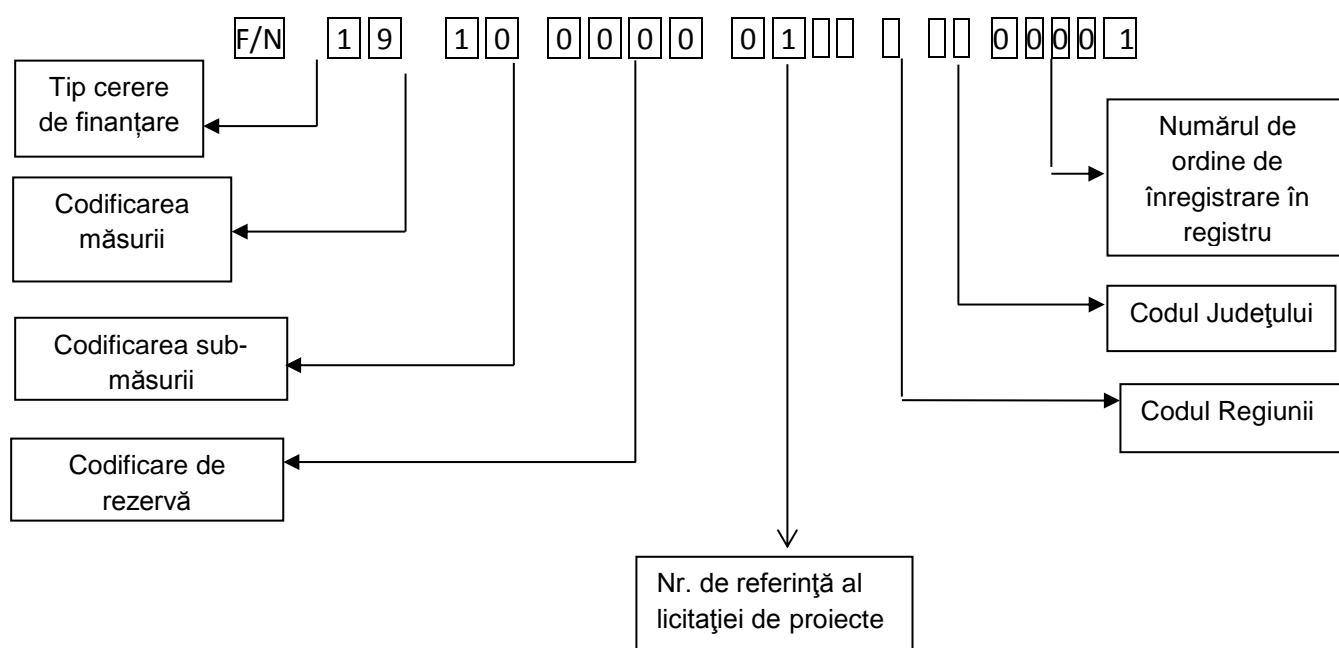 F/N 1 9 1 0 0 0 0 0 0 1 0 0 0 0 1
Tip cerere
de finanțare
Codificarea
măsurii
Codificarea sub-
măsurii
Codificare de
rezervă
Nr. de referinţă al
licitaţiei de proiecte
Numărul de
ordine de
înregistrare în
registru
Codul Judeţului
Codul Regiunii